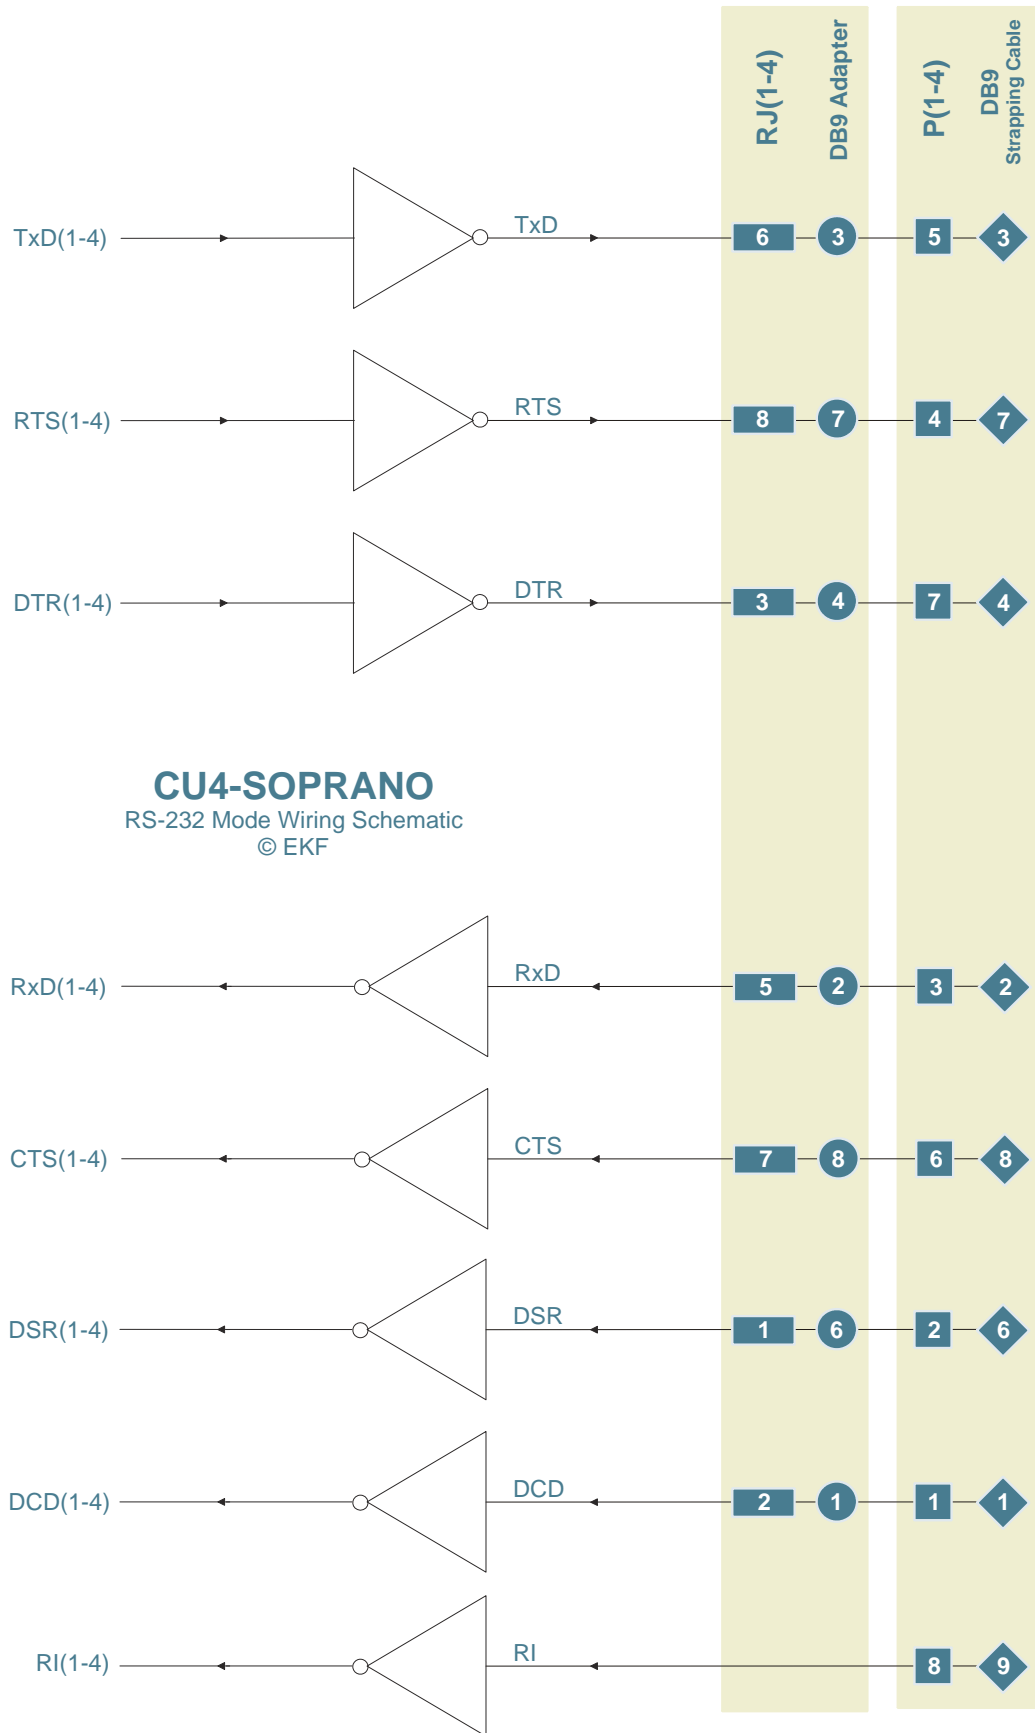 RJ(1-4)
DB9 Adapter
P(1-4)
DB9
Strapping Cable
TxD(1-4) TxD 6 3 5 3
RTS(1-4) RTS 8 7 4 7
DTR(1-4) DTR 3 4 7 4
CU4-SOPRANO
RS-232 Mode Wiring Schematic
© EKF
RxD(1-4) RxD 5 2 3 2
CTS(1-4) CTS 7 8 6 8
DSR(1-4) DSR 1 6 2 6
DCD(1-4) DCD 2 1 1 1
RI(1-4) RI 8 9